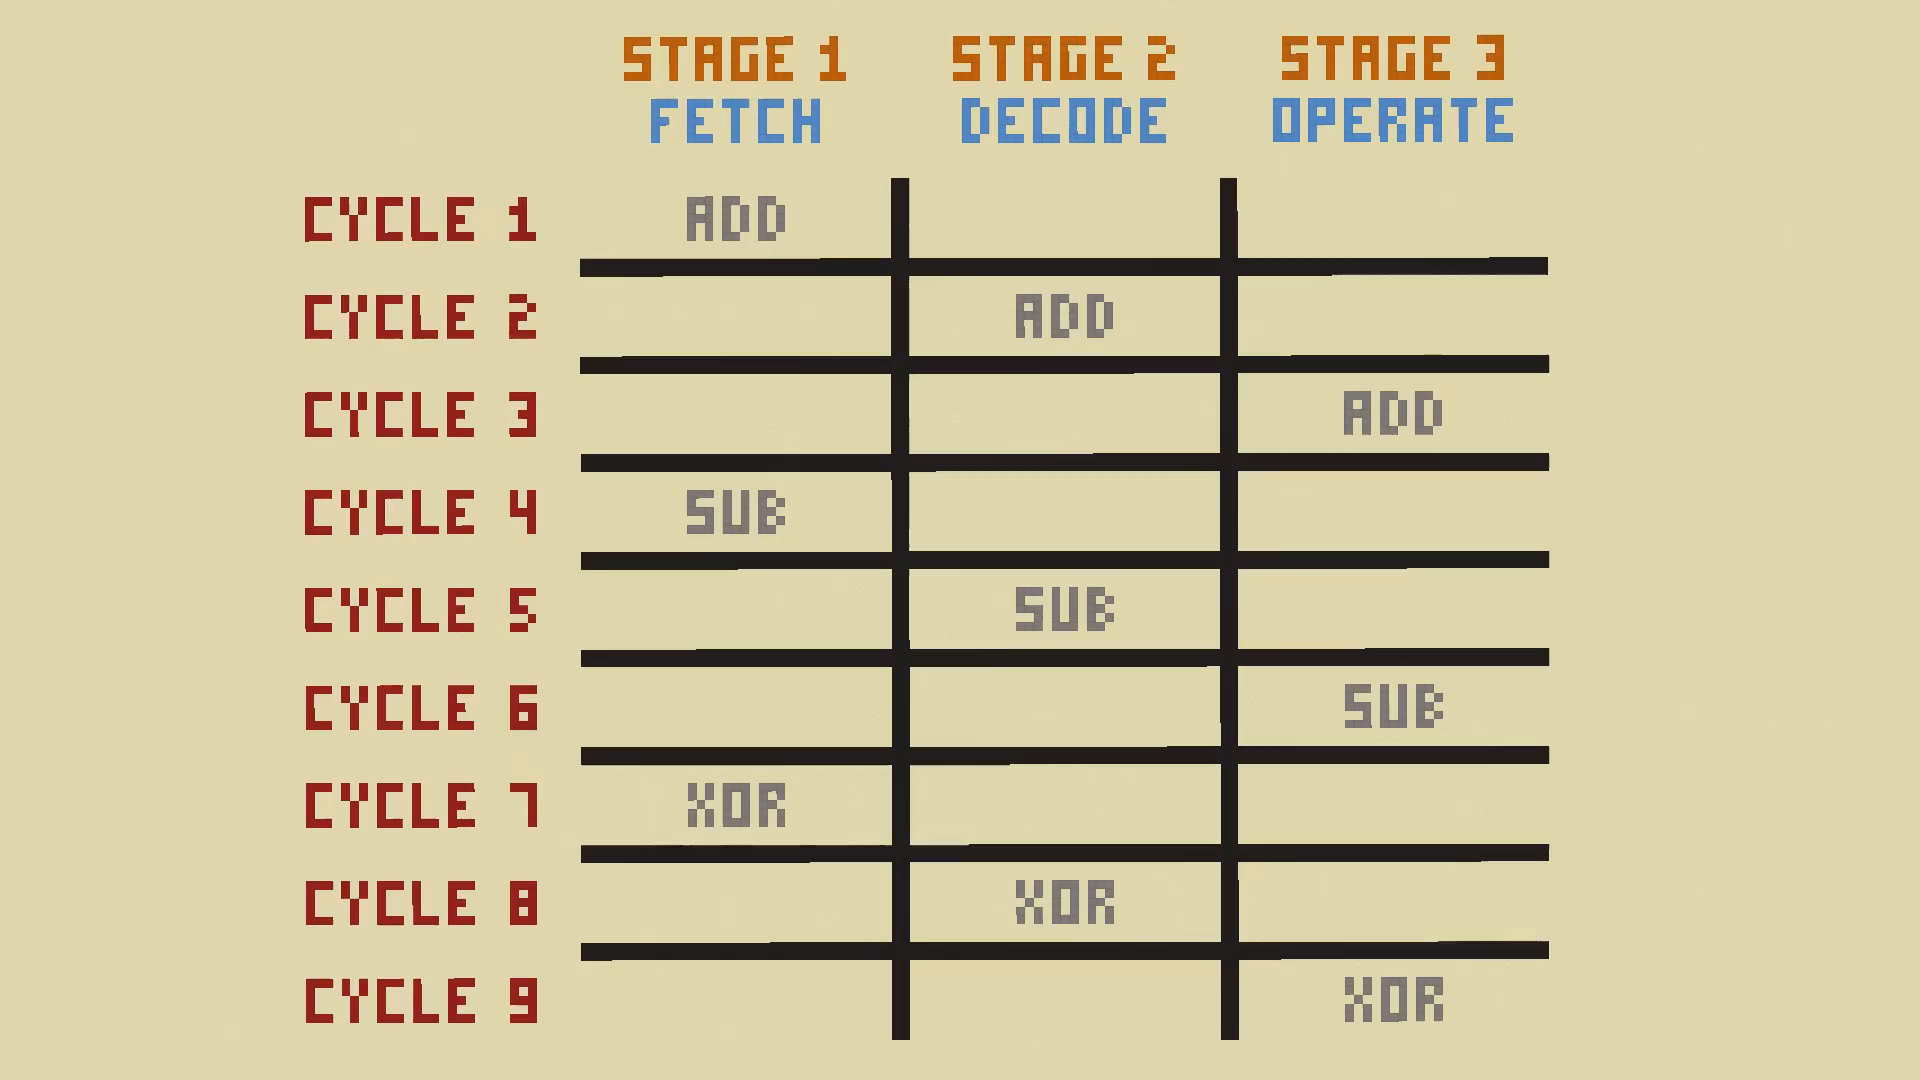 STAGE 1 STAGE 2 STAGE 3
FETCH DECODE OPERATE
CYCLE 1 ADD
CYCLE 2 ADD
CYCLE 3 ADD
CYCLE 4 SUB
CYCLE 5 SUB
CYCLE 6 SUB
CYCLE 7 XOR
CYCLE 8 XOR
CYCLE 9 XOR